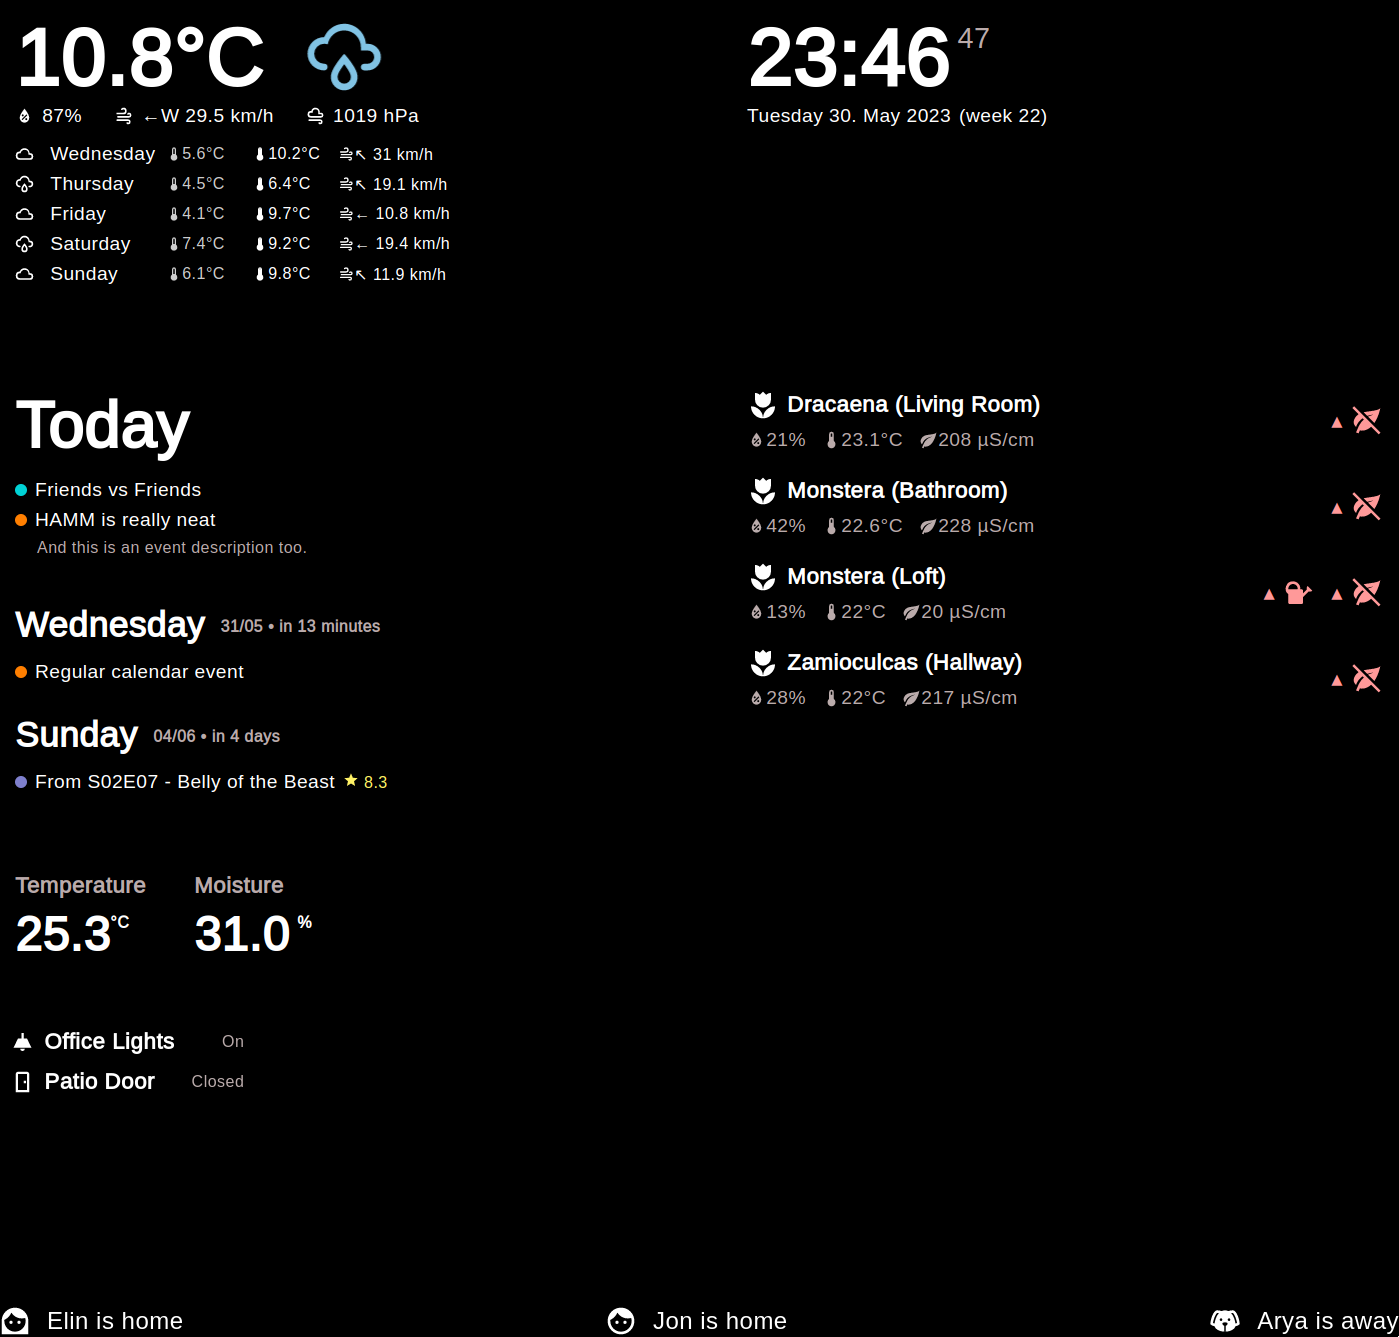 10.8°C
87% ←W 29.5 km/h 1019 hPa
Wednesday 5.6°C 10.2°C ↖ 31 km/h
Thursday 4.5°C 6.4°C ↖ 19.1 km/h
Friday 4.1°C 9.7°C ← 10.8 km/h
Saturday 7.4°C 9.2°C ← 19.4 km/h
Sunday 6.1°C 9.8°C ↖ 11.9 km/h
23:46 47
Tuesday 30. May 2023 (week 22)
Today
Friends vs Friends
HAMM is really neat
And this is an event description too.
Wednesday 31/05 • in 13 minutes
Regular calendar event
Sunday 04/06 • in 4 days
From S02E07 - Belly of the Beast ★ 8.3
Dracaena (Living Room)
21% 23.1°C 208 µS/cm ▲
Monstera (Bathroom)
42% 22.6°C 228 µS/cm ▲
Monstera (Loft)
13% 22°C 20 µS/cm ▲ ▲
Zamioculcas (Hallway)
28% 22°C 217 µS/cm ▲
Temperature Moisture
25.3°C 31.0 %
Office Lights On
Patio Door Closed
Elin is home Jon is home Arya is away